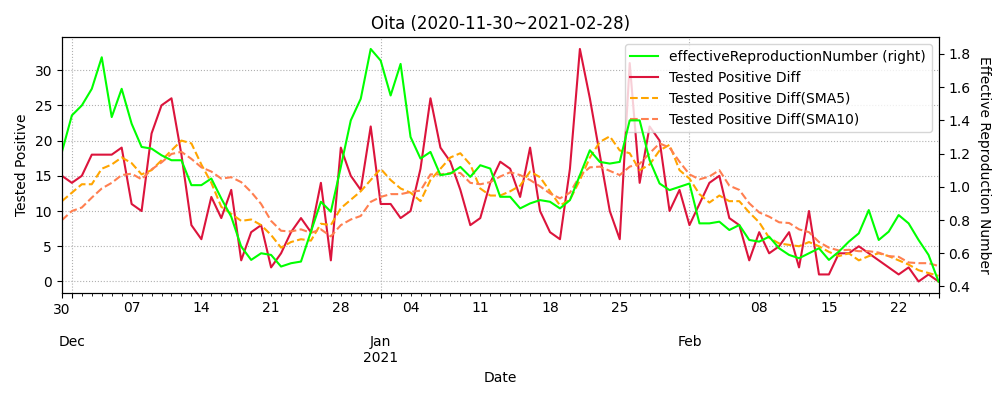 Oita (2020-11-30~2021-02-28)
effectiveReproductionNumber (right)
Tested Positive Diff
Tested Positive Diff(SMA5)
Tested Positive Diff(SMA10)
Tested Positive
30
25
20
15
10
5
0
Effective Reproduction Number
1.8
1.6
1.4
1.2
1.0
0.8
0.6
0.4
30 07 14 21 28 04 11 18 25 08 15 22
Dec Jan Feb
2021
Date